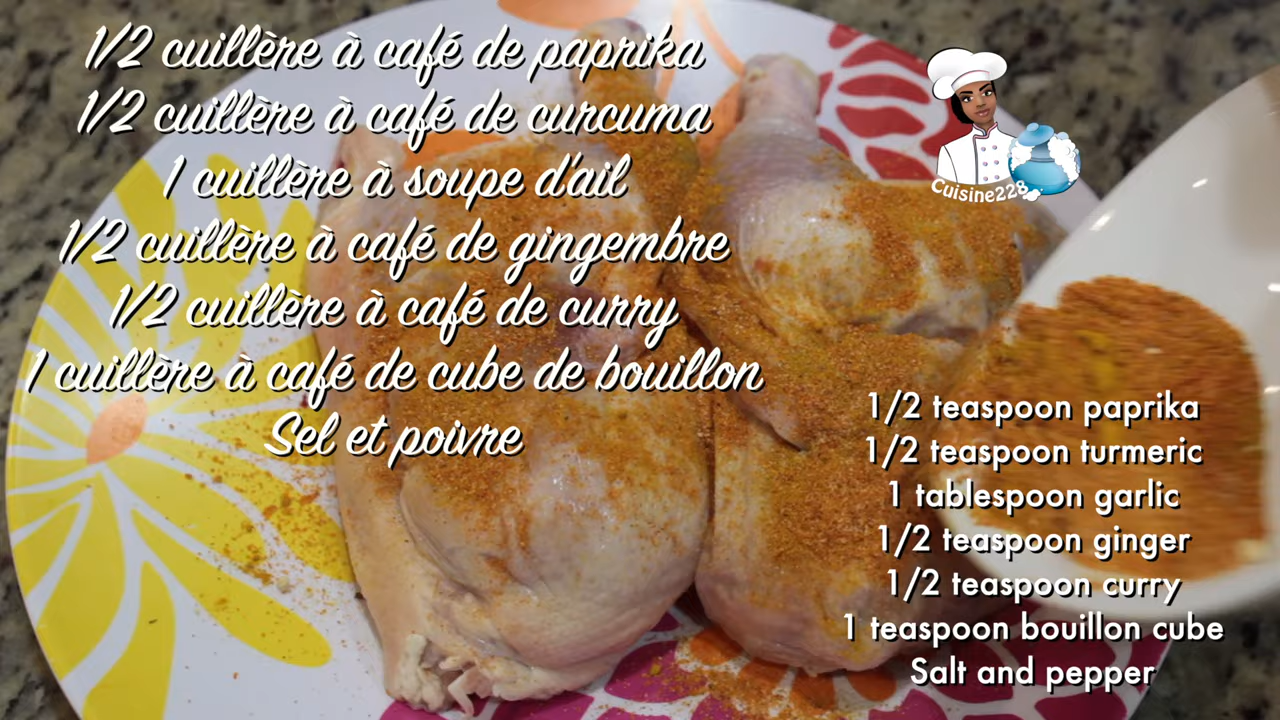 1/2 cuillère à café de paprika
1/2 cuillère à café de curcuma
1 cuillère à soupe d'ail
1/2 cuillère à café de gingembre
1/2 cuillère à café de curry
1 cuillère à café de cube de bouillon
Sel et poivre
Cuisine228
1/2 teaspoon paprika
1/2 teaspoon turmeric
1 tablespoon garlic
1/2 teaspoon ginger
1/2 teaspoon curry
1 teaspoon bouillon cube
Salt and pepper